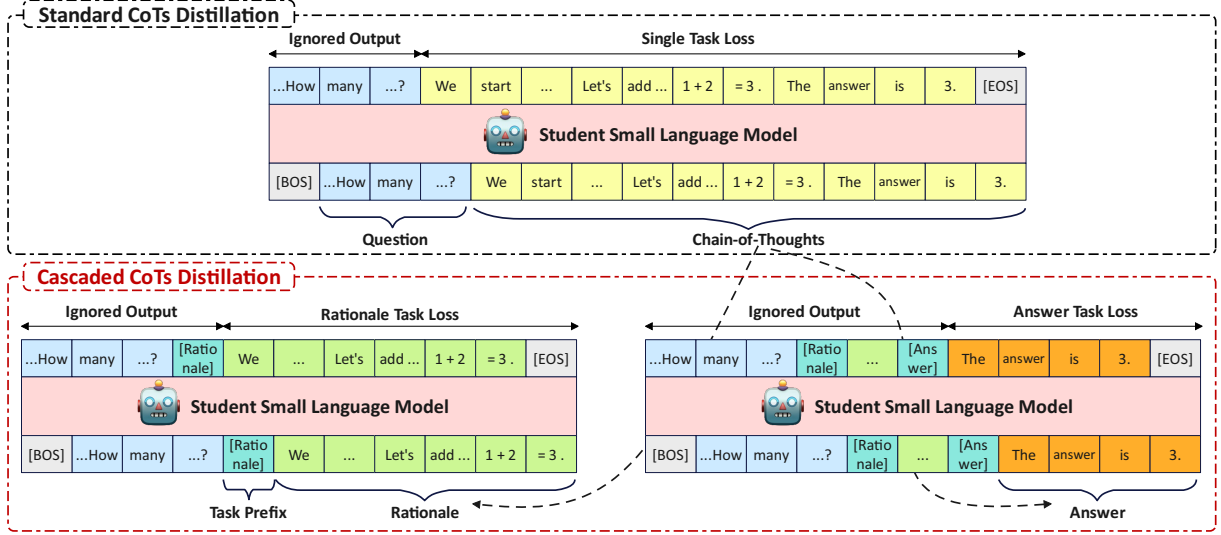 Standard CoTs Distillation
Ignored Output Single Task Loss
...How many ...? We start ... Let's add ... 1 + 2 = 3 . The answer is 3. [EOS]
Student Small Language Model
[BOS] ...How many ...? We start ... Let's add ... 1 + 2 = 3 . The answer is 3.
Question Chain-of-Thoughts
Cascaded CoTs Distillation
Ignored Output Rationale Task Loss
...How many ...? [Ratio nale] We ... Let's add ... 1 + 2 = 3 . [EOS]
Student Small Language Model
[BOS] ...How many ...? [Ratio nale] We ... Let's add ... 1 + 2 = 3 .
Task Prefix Rationale
Ignored Output Answer Task Loss
...How many ...? [Ratio nale] ... [Ans wer] The answer is 3. [EOS]
Student Small Language Model
[BOS] ...How many ...? [Ratio nale] ... [Ans wer] The answer is 3.
Answer